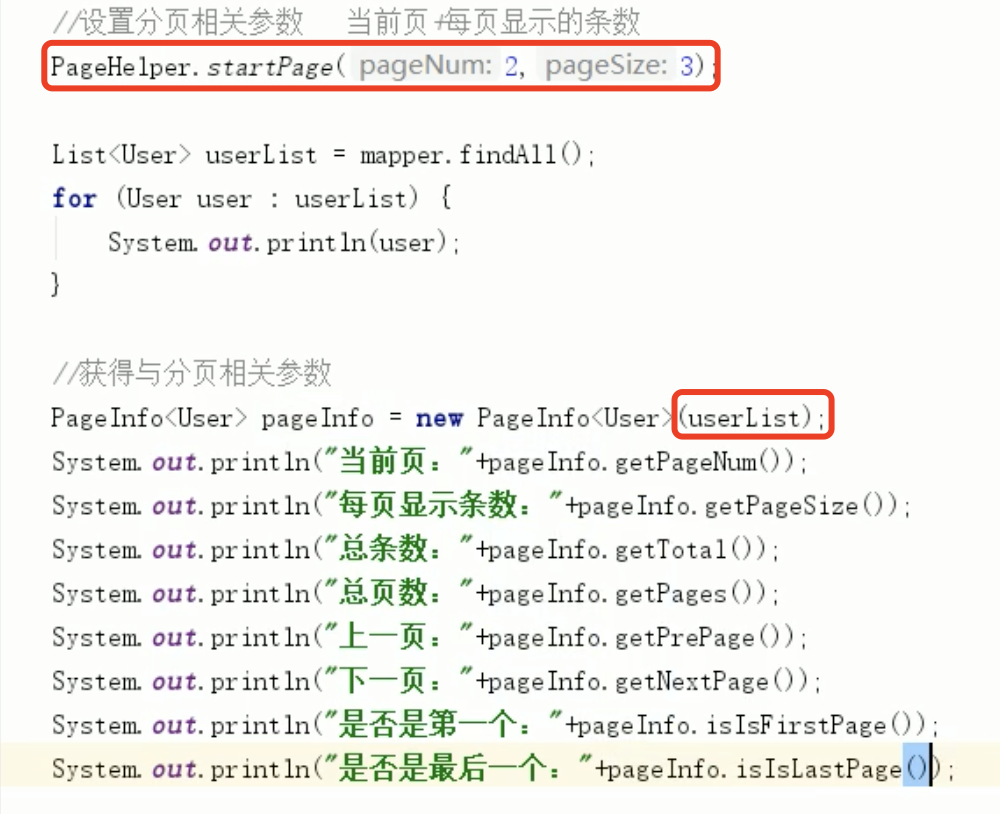 //设置分页相关参数   当前页+每页显示的条数
PageHelper.startPage( pageNum: 2, pageSize: 3);
List<User> userList = mapper.findAll();
for (User user : userList) {
System.out.println(user);
}
//获得与分页相关参数
PageInfo<User> pageInfo = new PageInfo<User>(userList);
System.out.println("当前页："+pageInfo.getPageNum());
System.out.println("每页显示条数："+pageInfo.getPageSize());
System.out.println("总条数："+pageInfo.getTotal());
System.out.println("总页数："+pageInfo.getPages());
System.out.println("上一页："+pageInfo.getPrePage());
System.out.println("下一页："+pageInfo.getNextPage());
System.out.println("是否是第一个："+pageInfo.isIsFirstPage());
System.out.println("是否是最后一个："+pageInfo.isIsLastPage());